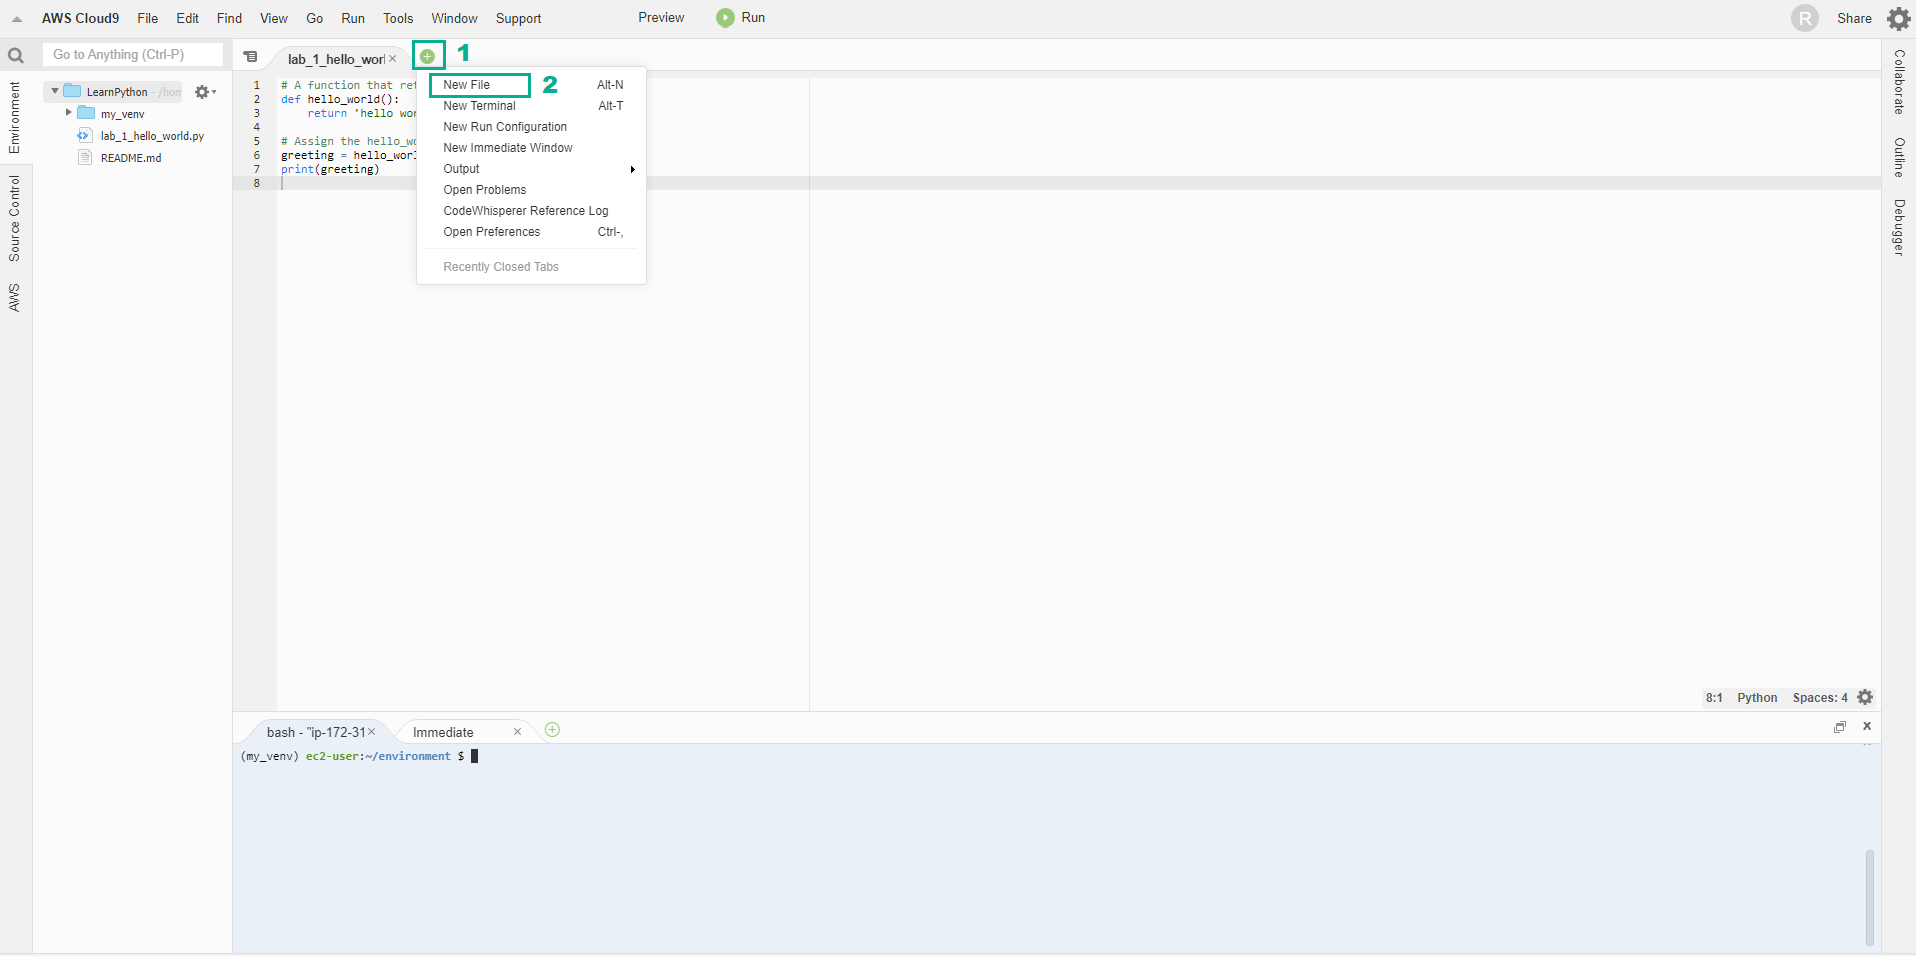 AWS Cloud9 File Edit Find View Go Run Tools Window Support Preview Run R Share
Go to Anything (Ctrl-P)
lab_1_hello_worl
1
Environment
Source Control
AWS
LearnPython - /hom
my_venv
lab_1_hello_world.py
README.md
1 # A function that ret
2 def hello_world():
3 return 'hello wor
4
5 # Assign the hello_wo
6 greeting = hello_worl
7 print(greeting)
8
New File Alt-N
2
New Terminal Alt-T
New Run Configuration
New Immediate Window
Output
Open Problems
CodeWhisperer Reference Log
Open Preferences Ctrl-,
Recently Closed Tabs
Collaborate
Outline
Debugger
8:1 Python Spaces: 4
bash - "ip-172-31 Immediate
(my_venv) ec2-user:~/environment $